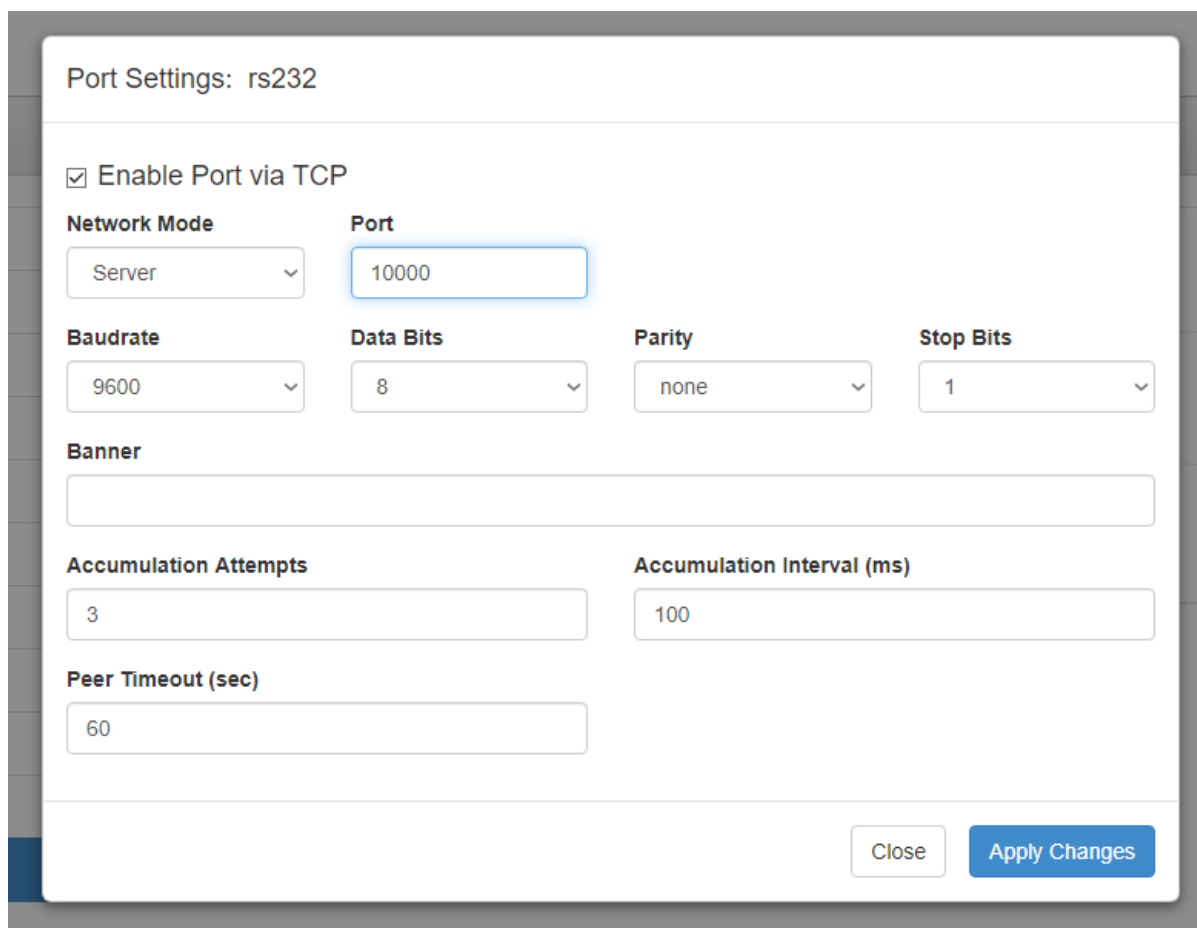 Port Settings: rs232
Enable Port via TCP
Network Mode Port
Server 10000
Baudrate Data Bits Parity Stop Bits
9600 8 none 1
Banner
Accumulation Attempts Accumulation Interval (ms)
3 100
Peer Timeout (sec)
60
Close Apply Changes